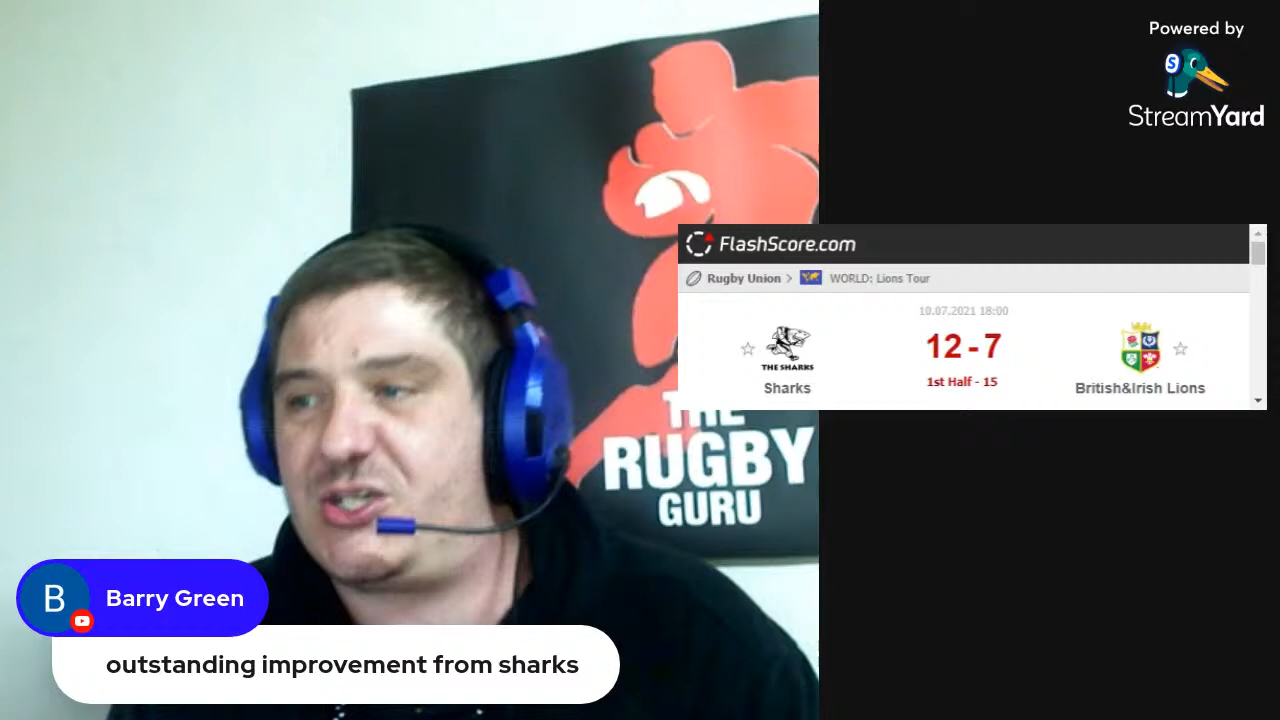 Powered by
StreamYard
FlashScore.com
Rugby Union > WORLD: Lions Tour
10.07.2021 18:00
12 - 7
1st Half - 15
THE SHARKS
Sharks
British&Irish Lions
THE
RUGBY
GURU
B
Barry Green
outstanding improvement from sharks